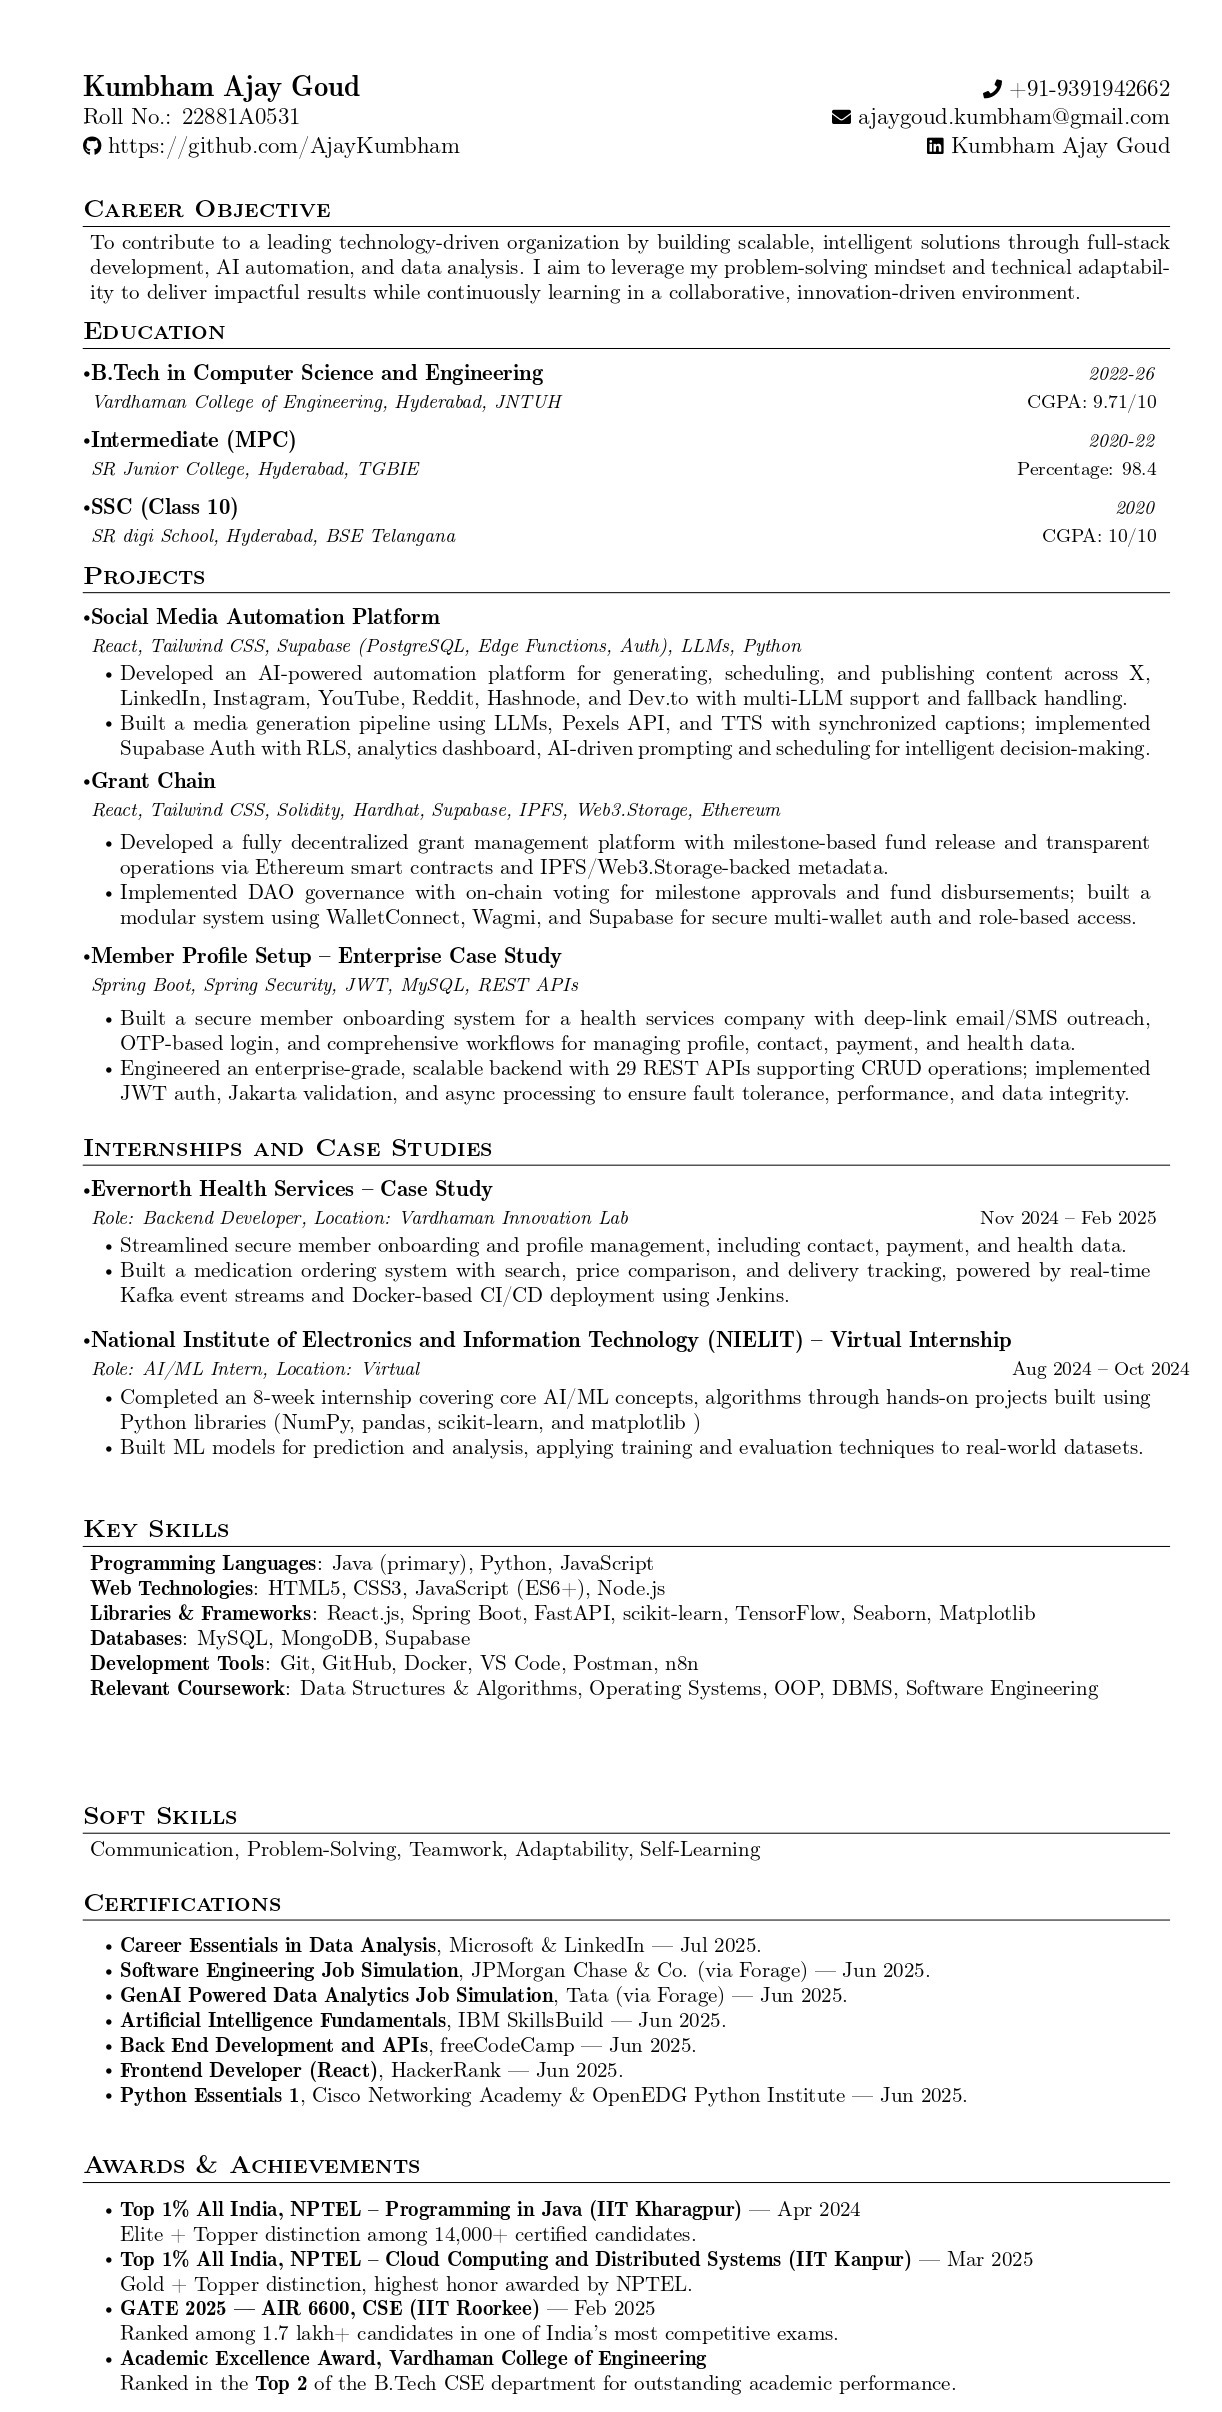 Kumbham Ajay Goud
+91-9391942662
Roll No.: 22881A0531
ajaygoud.kumbham@gmail.com
https://github.com/AjayKumbham
Kumbham Ajay Goud
Career Objective
To contribute to a leading technology-driven organization by building scalable, intelligent solutions through full-stack
development, AI automation, and data analysis. I aim to leverage my problem-solving mindset and technical adaptabil-
ity to deliver impactful results while continuously learning in a collaborative, innovation-driven environment.
Education
•B.Tech in Computer Science and Engineering 2022-26
Vardhaman College of Engineering, Hyderabad, JNTUH CGPA: 9.71/10
•Intermediate (MPC) 2020-22
SR Junior College, Hyderabad, TGBIE Percentage: 98.4
•SSC (Class 10) 2020
SR digi School, Hyderabad, BSE Telangana CGPA: 10/10
Projects
•Social Media Automation Platform
React, Tailwind CSS, Supabase (PostgreSQL, Edge Functions, Auth), LLMs, Python
• Developed an AI-powered automation platform for generating, scheduling, and publishing content across X,
LinkedIn, Instagram, YouTube, Reddit, Hashnode, and Dev.to with multi-LLM support and fallback handling.
• Built a media generation pipeline using LLMs, Pexels API, and TTS with synchronized captions; implemented
Supabase Auth with RLS, analytics dashboard, AI-driven prompting and scheduling for intelligent decision-making.
•Grant Chain
React, Tailwind CSS, Solidity, Hardhat, Supabase, IPFS, Web3.Storage, Ethereum
• Developed a fully decentralized grant management platform with milestone-based fund release and transparent
operations via Ethereum smart contracts and IPFS/Web3.Storage-backed metadata.
• Implemented DAO governance with on-chain voting for milestone approvals and fund disbursements; built a
modular system using WalletConnect, Wagmi, and Supabase for secure multi-wallet auth and role-based access.
•Member Profile Setup – Enterprise Case Study
Spring Boot, Spring Security, JWT, MySQL, REST APIs
• Built a secure member onboarding system for a health services company with deep-link email/SMS outreach,
OTP-based login, and comprehensive workflows for managing profile, contact, payment, and health data.
• Engineered an enterprise-grade, scalable backend with 29 REST APIs supporting CRUD operations; implemented
JWT auth, Jakarta validation, and async processing to ensure fault tolerance, performance, and data integrity.
Internships and Case Studies
•Evernorth Health Services – Case Study
Role: Backend Developer, Location: Vardhaman Innovation Lab Nov 2024 – Feb 2025
• Streamlined secure member onboarding and profile management, including contact, payment, and health data.
• Built a medication ordering system with search, price comparison, and delivery tracking, powered by real-time
Kafka event streams and Docker-based CI/CD deployment using Jenkins.
•National Institute of Electronics and Information Technology (NIELIT) – Virtual Internship
Role: AI/ML Intern, Location: Virtual Aug 2024 – Oct 2024
• Completed an 8-week internship covering core AI/ML concepts, algorithms through hands-on projects built using
Python libraries (NumPy, pandas, scikit-learn, and matplotlib )
• Built ML models for prediction and analysis, applying training and evaluation techniques to real-world datasets.
Key Skills
Programming Languages: Java (primary), Python, JavaScript
Web Technologies: HTML5, CSS3, JavaScript (ES6+), Node.js
Libraries & Frameworks: React.js, Spring Boot, FastAPI, scikit-learn, TensorFlow, Seaborn, Matplotlib
Databases: MySQL, MongoDB, Supabase
Development Tools: Git, GitHub, Docker, VS Code, Postman, n8n
Relevant Coursework: Data Structures & Algorithms, Operating Systems, OOP, DBMS, Software Engineering
Soft Skills
Communication, Problem-Solving, Teamwork, Adaptability, Self-Learning
Certifications
• Career Essentials in Data Analysis, Microsoft & LinkedIn — Jul 2025.
• Software Engineering Job Simulation, JPMorgan Chase & Co. (via Forage) — Jun 2025.
• GenAI Powered Data Analytics Job Simulation, Tata (via Forage) — Jun 2025.
• Artificial Intelligence Fundamentals, IBM SkillsBuild — Jun 2025.
• Back End Development and APIs, freeCodeCamp — Jun 2025.
• Frontend Developer (React), HackerRank — Jun 2025.
• Python Essentials 1, Cisco Networking Academy & OpenEDG Python Institute — Jun 2025.
Awards & Achievements
• Top 1% All India, NPTEL – Programming in Java (IIT Kharagpur) — Apr 2024
Elite + Topper distinction among 14,000+ certified candidates.
• Top 1% All India, NPTEL – Cloud Computing and Distributed Systems (IIT Kanpur) — Mar 2025
Gold + Topper distinction, highest honor awarded by NPTEL.
• GATE 2025 — AIR 6600, CSE (IIT Roorkee) — Feb 2025
Ranked among 1.7 lakh+ candidates in one of India's most competitive exams.
• Academic Excellence Award, Vardhaman College of Engineering
Ranked in the Top 2 of the B.Tech CSE department for outstanding academic performance.